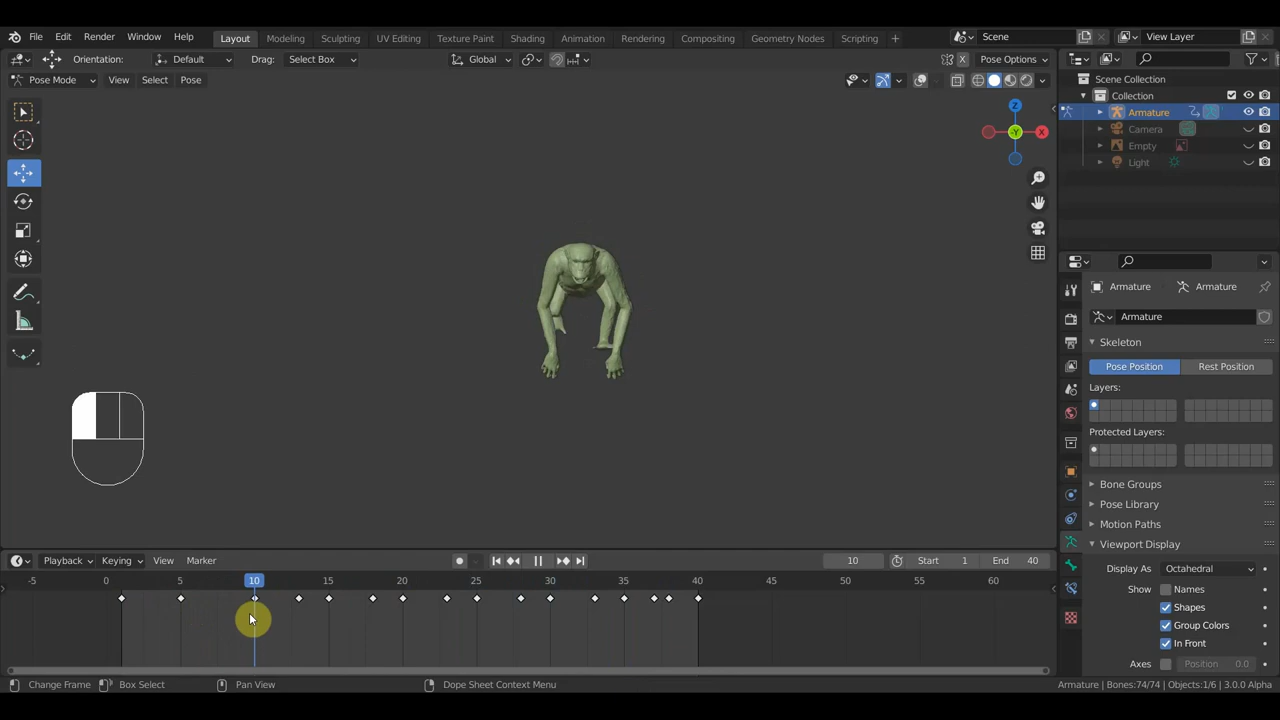 File Edit Render Window Help Layout Modeling Sculpting UV Editing Texture Paint Shading Animation Rendering Compositing Geometry Nodes Scripting + Scene View Layer
Orientation: Default Drag: Select Box Global Pose Options
Pose Mode View Select Pose
Scene Collection
Collection
Armature
Camera
Empty
Light
Z
X
-Y
Armature Armature
Armature
Skeleton
Pose Position Rest Position
Layers:
Protected Layers:
Bone Groups
Pose Library
Motion Paths
Viewport Display
Display As Octahedral
Show Names
Shapes
Group Colors
In Front
Axes Position 0.0
Playback Keying View Marker 10 Start 1 End 40
-5 0 5 10 15 20 25 30 35 40 45 50 55 60
Change Frame Box Select Pan View Dope Sheet Context Menu Armature | Bones:74/74 | Objects:1/6 | 3.0.0 Alpha